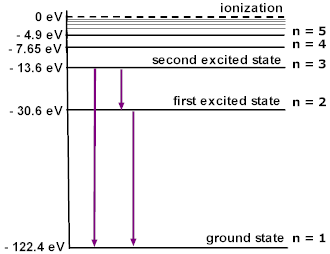 ionization
0 eV
- 4.9 eV n = 5
- 7.65 eV n = 4
second excited state
- 13.6 eV n = 3
first excited state
- 30.6 eV n = 2
ground state
- 122.4 eV n = 1